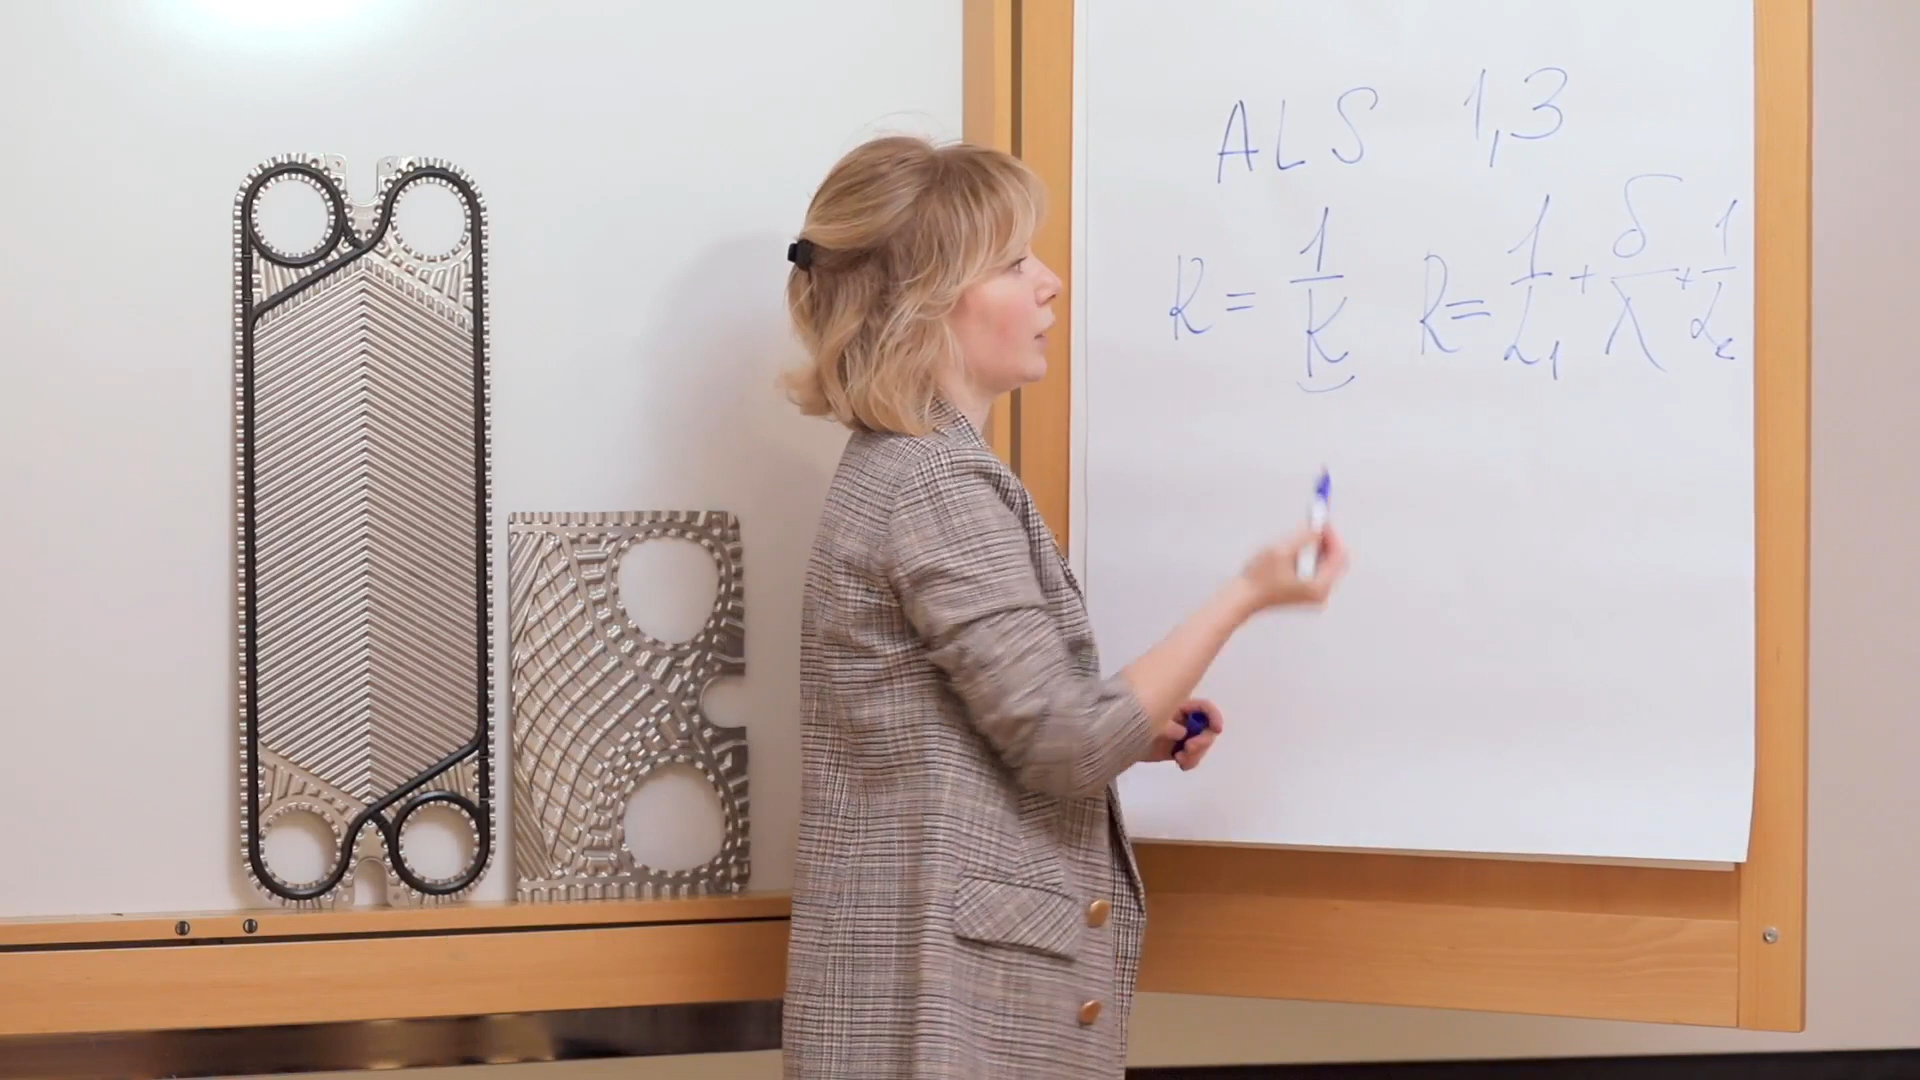 ALS 1,3
R = 1/K R = 1/α₁ + δ/λ + 1/α₂